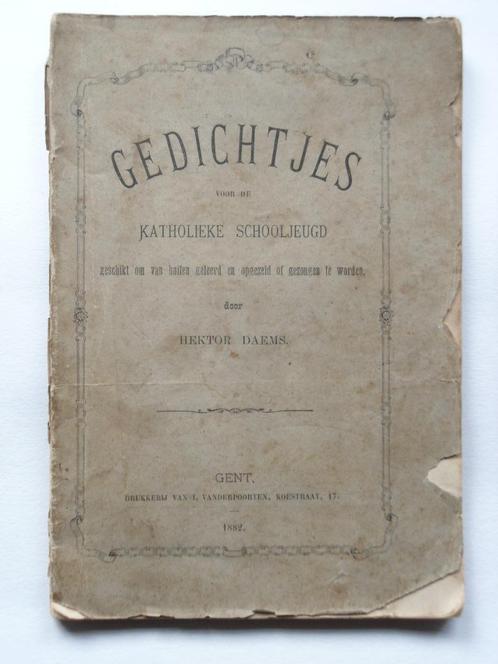 GEDICHTJES
VOOR DE
KATHOLIEKE SCHOOLJEUGD
geschikt om van buiten geleerd en opgezeid of gezongen te worden,
door
HEKTOR DAEMS.
GENT,
DRUKKERIJ VAN I. VANDERPOORTEN, KOESTRAAT, 17.
1882.